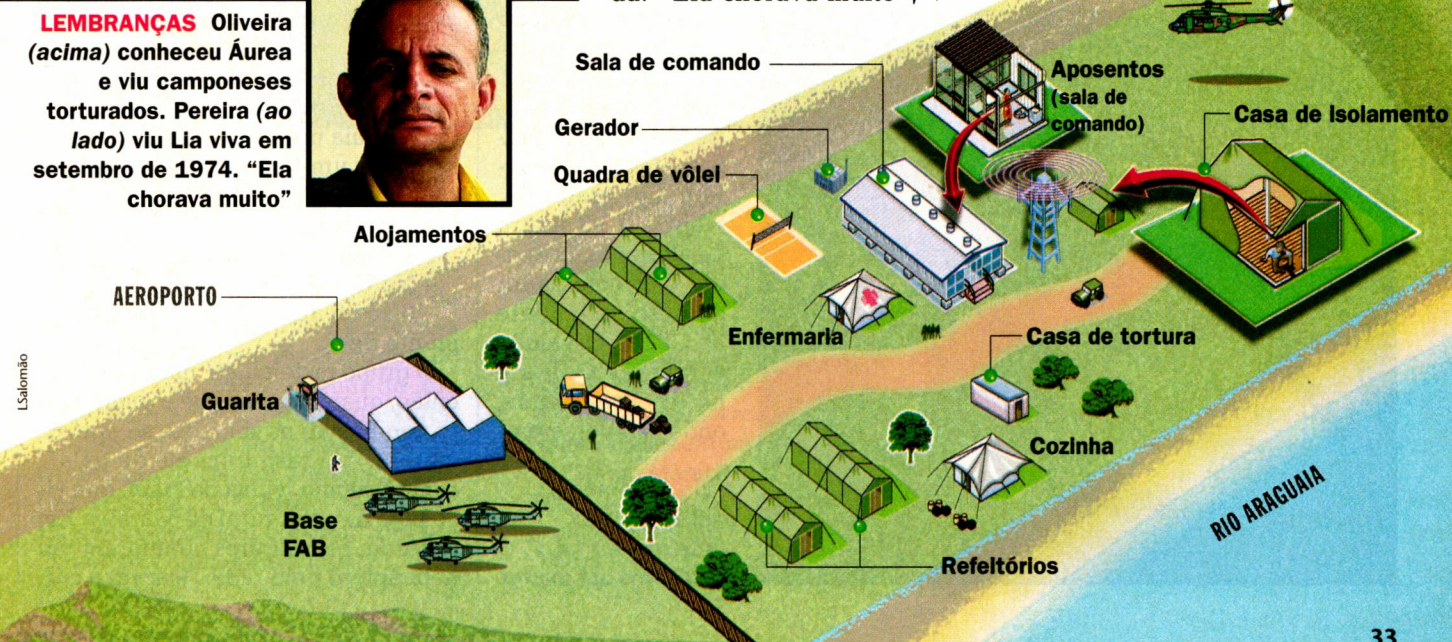 LEMBRANÇAS Oliveira
(acima) conheceu Áurea
e viu camponeses
torturados. Pereira (ao
lado) viu Lia viva em
setembro de 1974. “Ela
chorava muito”
Sala de comando
Gerador
Quadra de vôlei
Alojamentos
AEROPORTO
Guarita
Base
FAB
Enfermaria
Aposentos
(sala de
comando)
Casa de Isolamento
Casa de tortura
Cozinha
Refeitórios
RIO ARAGUAIA
LSalomão
33